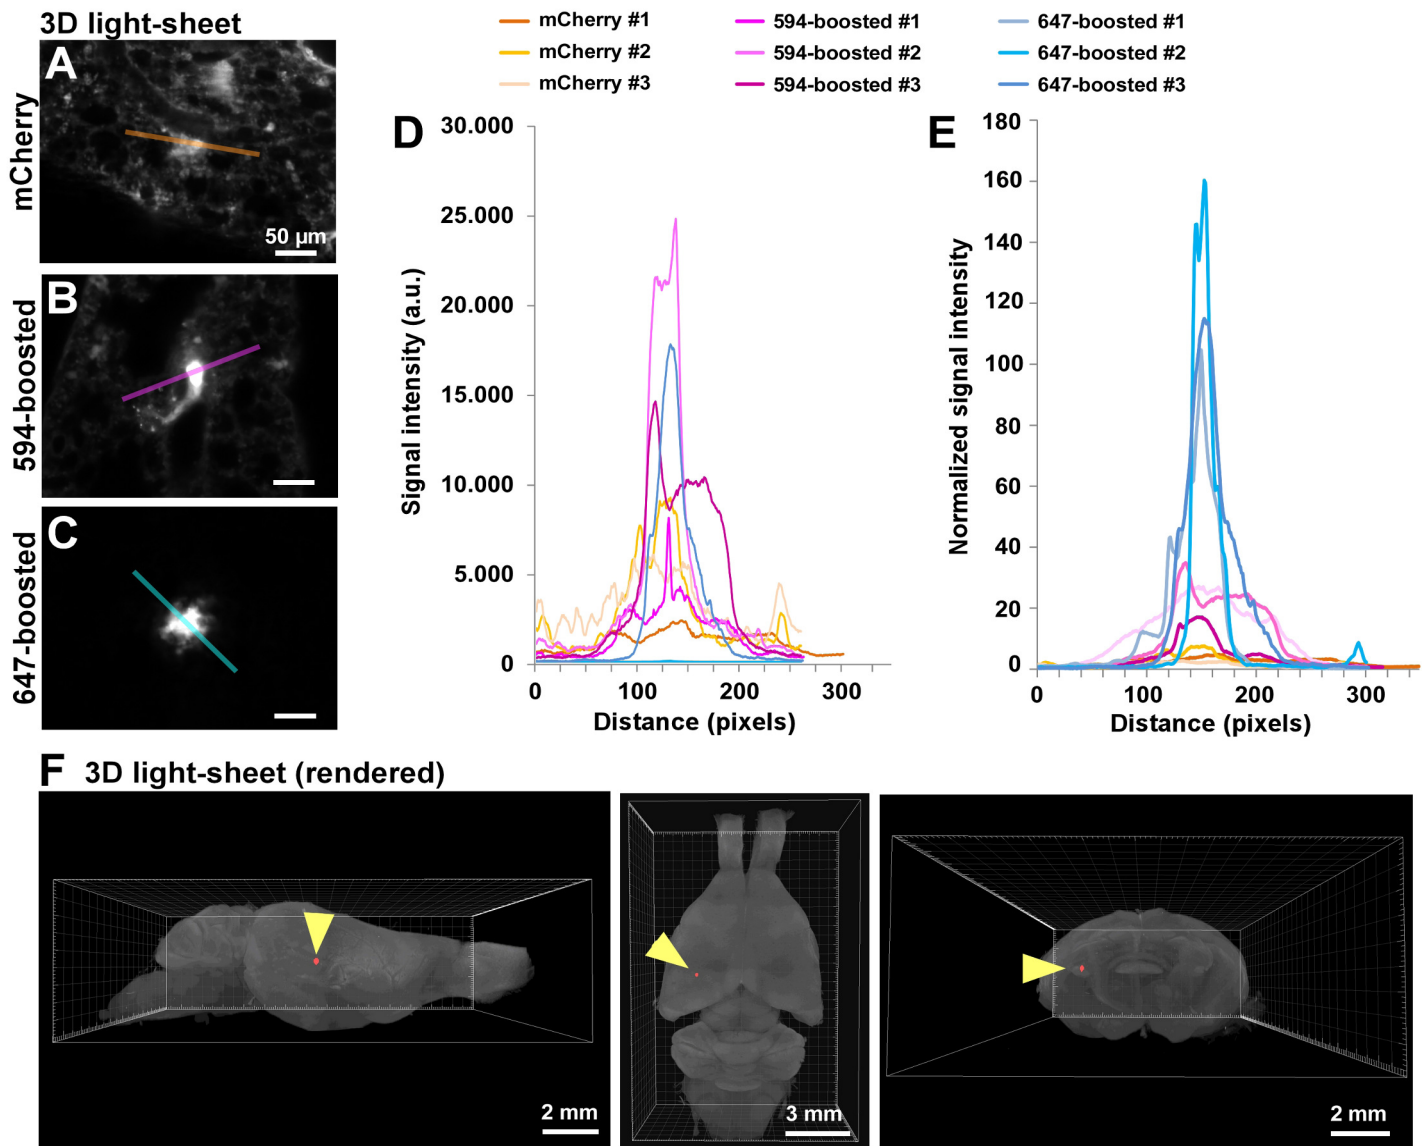 3D light-sheet
mCherry #1
594-boosted #1
647-boosted #1
mCherry #2
594-boosted #2
647-boosted #2
mCherry #3
594-boosted #3
647-boosted #3
A
mCherry
50 µm
B
594-boosted
C
647-boosted
D
30.000
25.000
20.000
15.000
10.000
5.000
0
Signal intensity (a.u.)
0 100 200 300
Distance (pixels)
E
180
160
140
120
100
80
60
40
20
0
Normalized signal intensity
0 100 200 300
Distance (pixels)
F 3D light-sheet (rendered)
2 mm
3 mm
2 mm